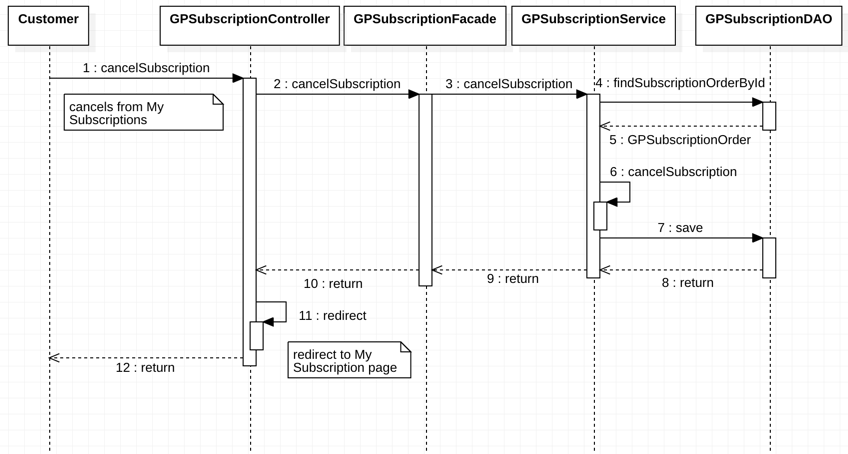 Customer
GPSubscriptionController
GPSubscriptionFacade
GPSubscriptionService
GPSubscriptionDAO
1 : cancelSubscription
2 : cancelSubscription
3 : cancelSubscription
4 : findSubscriptionOrderById
cancels from My
Subscriptions
5 : GPSubscriptionOrder
6 : cancelSubscription
7 : save
8 : return
9 : return
10 : return
11 : redirect
redirect to My
Subscription page
12 : return